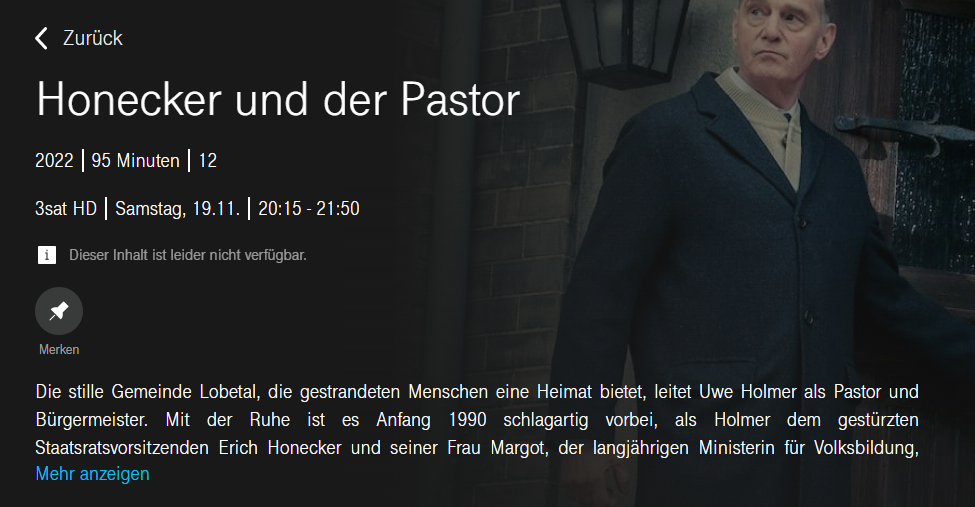 Zurück
Honecker und der Pastor
2022 | 95 Minuten | 12
3sat HD | Samstag, 19.11. | 20:15 - 21:50
i Dieser Inhalt ist leider nicht verfügbar.
Merken
Die stille Gemeinde Lobetal, die gestrandeten Menschen eine Heimat bietet, leitet Uwe Holmer als Pastor und
Bürgermeister. Mit der Ruhe ist es Anfang 1990 schlagartig vorbei, als Holmer dem gestürzten
Staatsratsvorsitzenden Erich Honecker und seiner Frau Margot, der langjährigen Ministerin für Volksbildung,
Mehr anzeigen